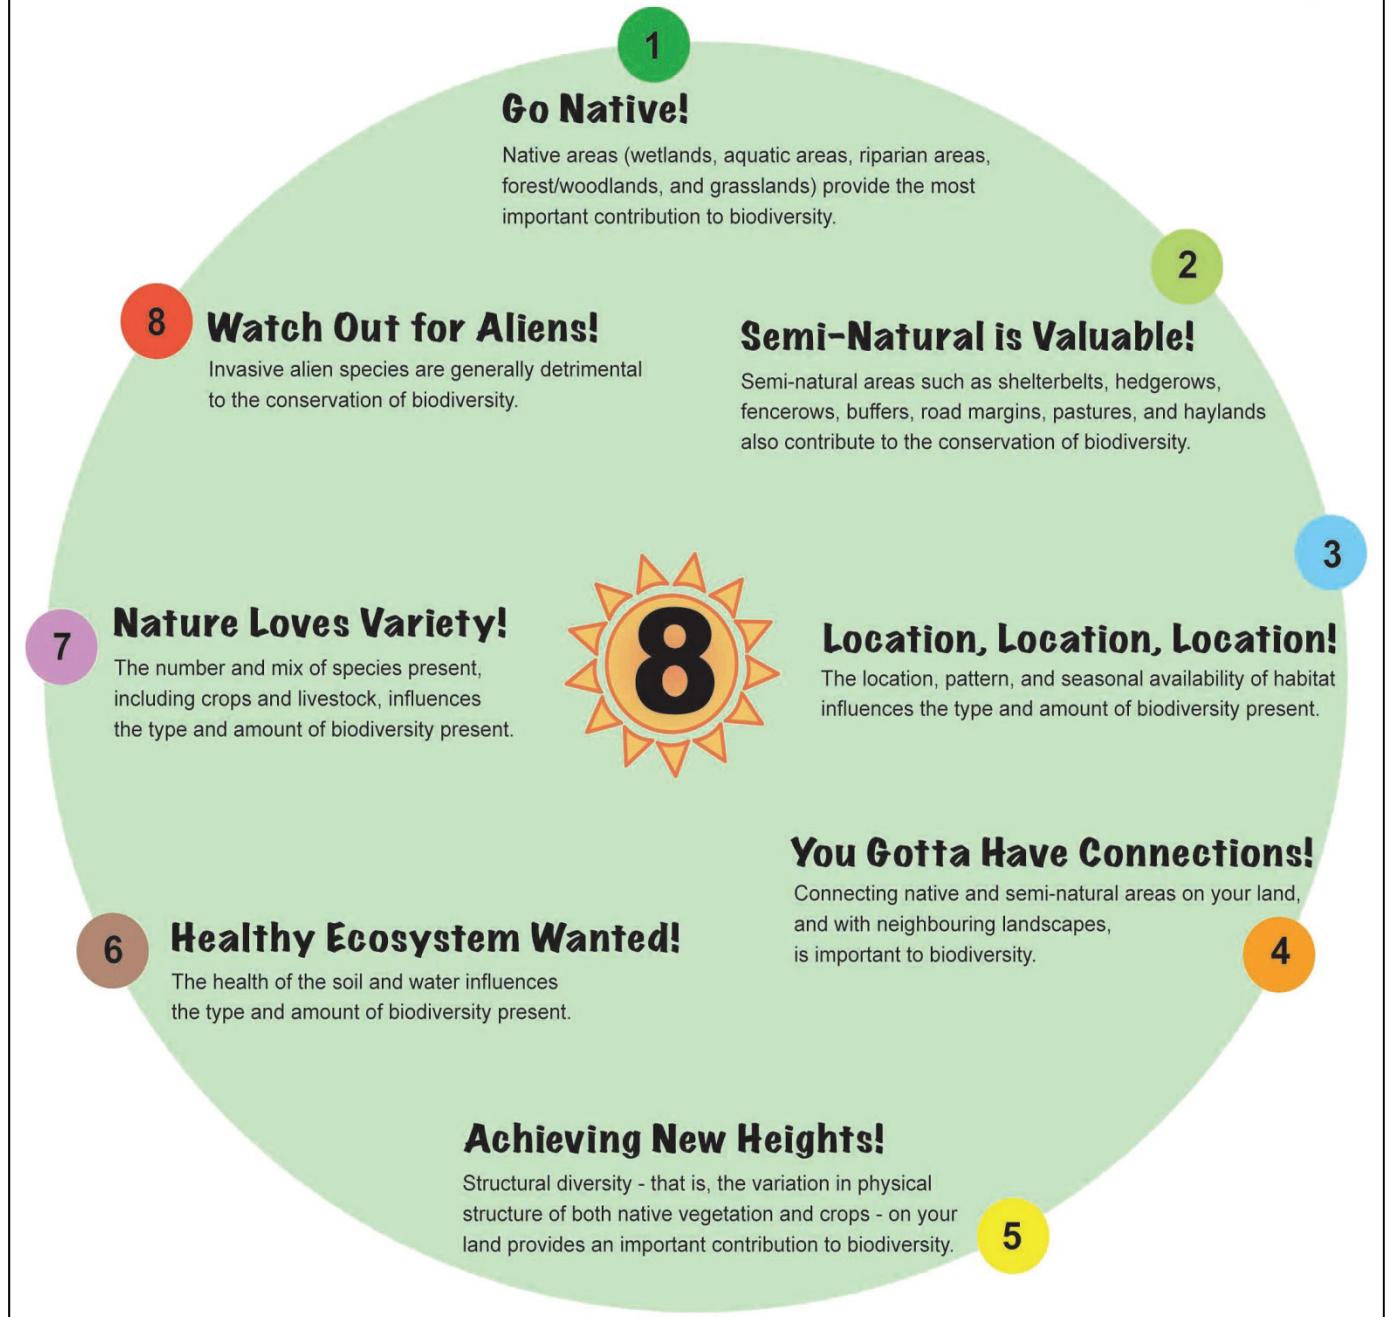 1
Go Native!
Native areas (wetlands, aquatic areas, riparian areas,
forest/woodlands, and grasslands) provide the most
important contribution to biodiversity.
2
Semi-Natural is Valuable!
Semi-natural areas such as shelterbelts, hedgerows,
fencerows, buffers, road margins, pastures, and haylands
also contribute to the conservation of biodiversity.
3
Location, Location, Location!
The location, pattern, and seasonal availability of habitat
influences the type and amount of biodiversity present.
4
You Gotta Have Connections!
Connecting native and semi-natural areas on your land,
and with neighbouring landscapes,
is important to biodiversity.
5
Achieving New Heights!
Structural diversity - that is, the variation in physical
structure of both native vegetation and crops - on your
land provides an important contribution to biodiversity.
6
Healthy Ecosystem Wanted!
The health of the soil and water influences
the type and amount of biodiversity present.
7
Nature Loves Variety!
The number and mix of species present,
including crops and livestock, influences
the type and amount of biodiversity present.
8
Watch Out for Aliens!
Invasive alien species are generally detrimental
to the conservation of biodiversity.
8